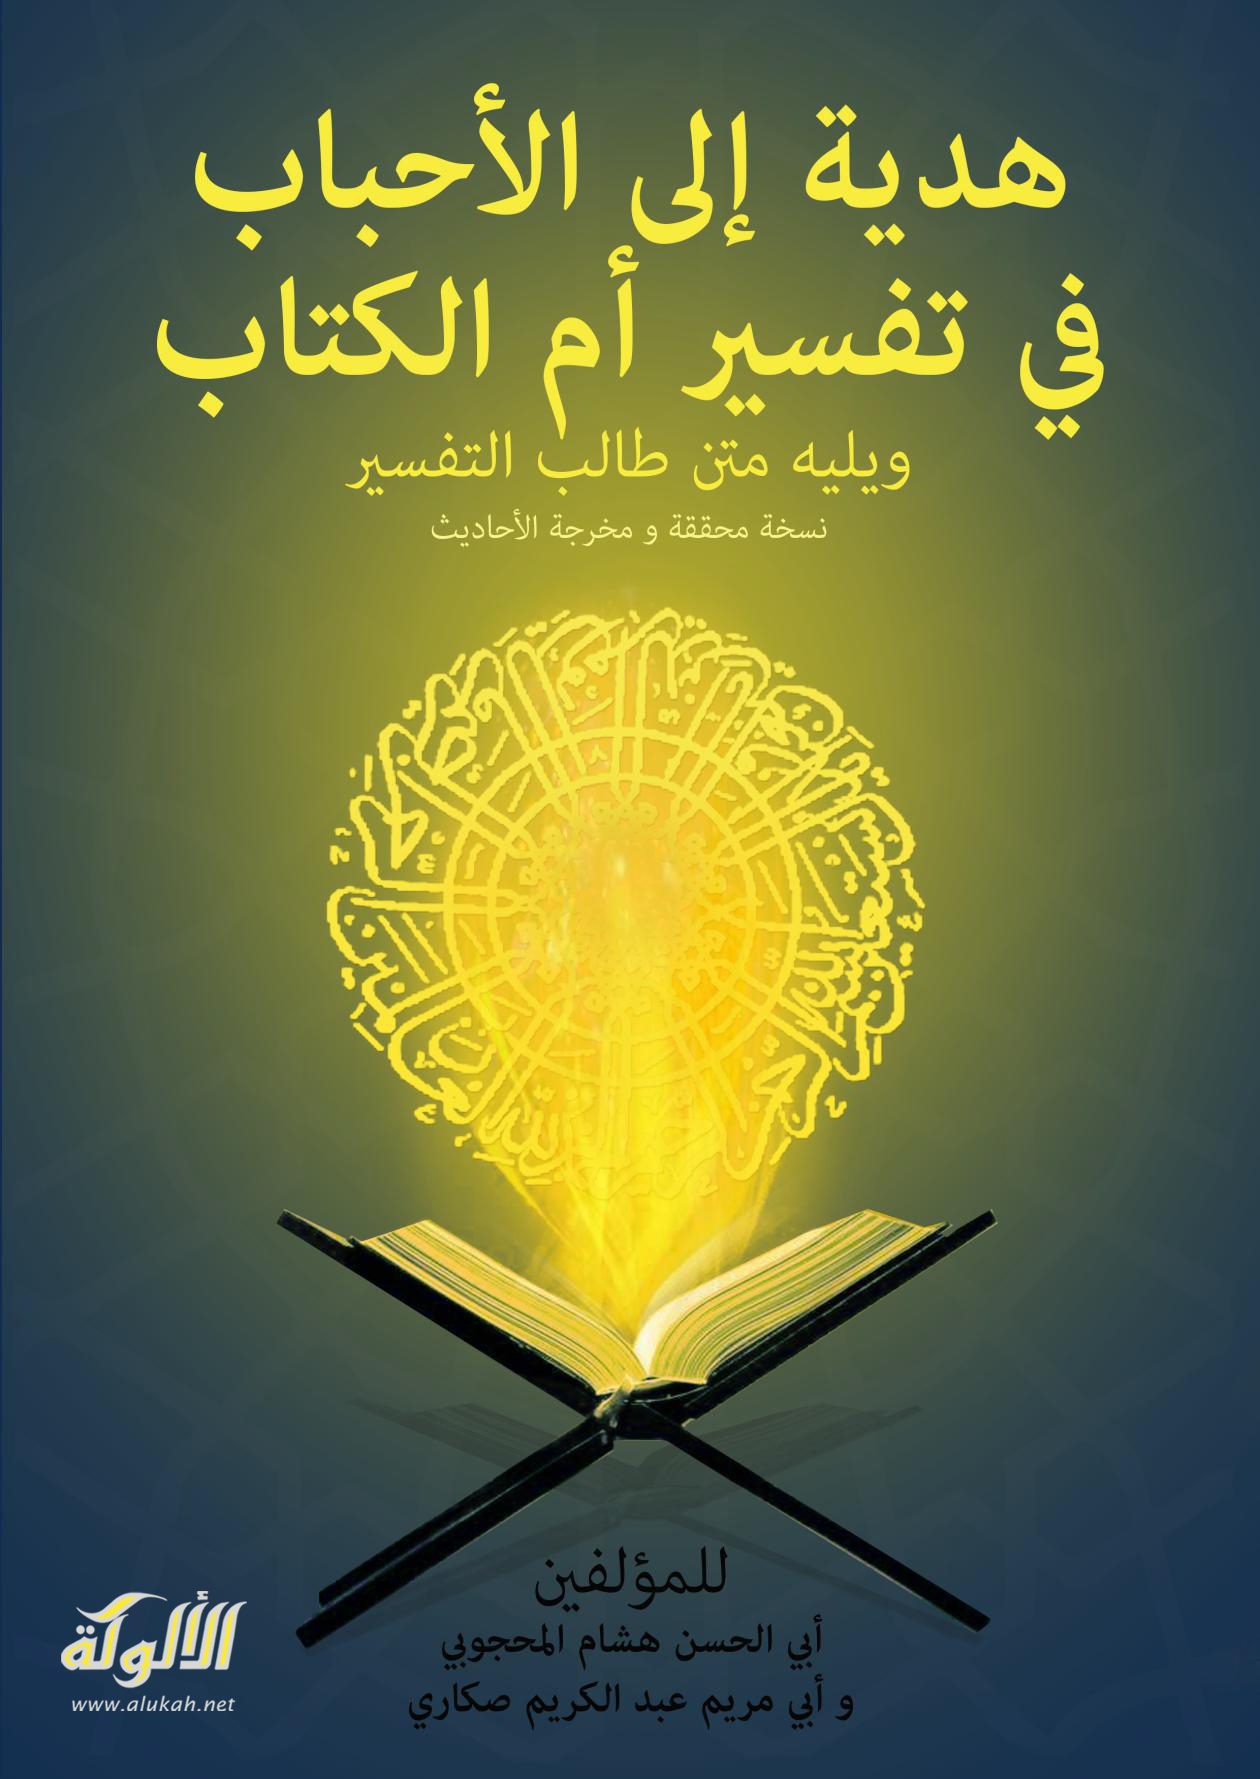 هدية إلى الأحباب
في تفسير أم الكتاب
ويليه متن طالب التفسير
نسخة محققة و مخرجة الأحاديث
للمؤلفين
أبي الحسن هشام المحجوبي
و أبي مريم عبد الكريم صكاري
الألوكة
www.alukah.net